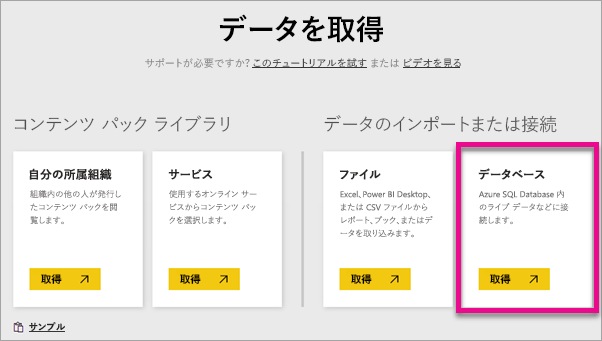 データを取得
サポートが必要ですか? このチュートリアルを試す または ビデオを見る
コンテンツ パック ライブラリ
データのインポートまたは接続
自分の所属組織
組織内の他の人が発行し
たコンテンツ パックを閲
覧します。
取得
サービス
使用するオンライン サー
ビスからコンテンツ パッ
クを選択します。
取得
ファイル
Excel、Power BI Desktop、
または CSV ファイルから
レポート、ブック、またはデ
ータを取り込みます。
取得
データベース
Azure SQL Database 内
のライブ データなどに接
続します。
取得
サンプル